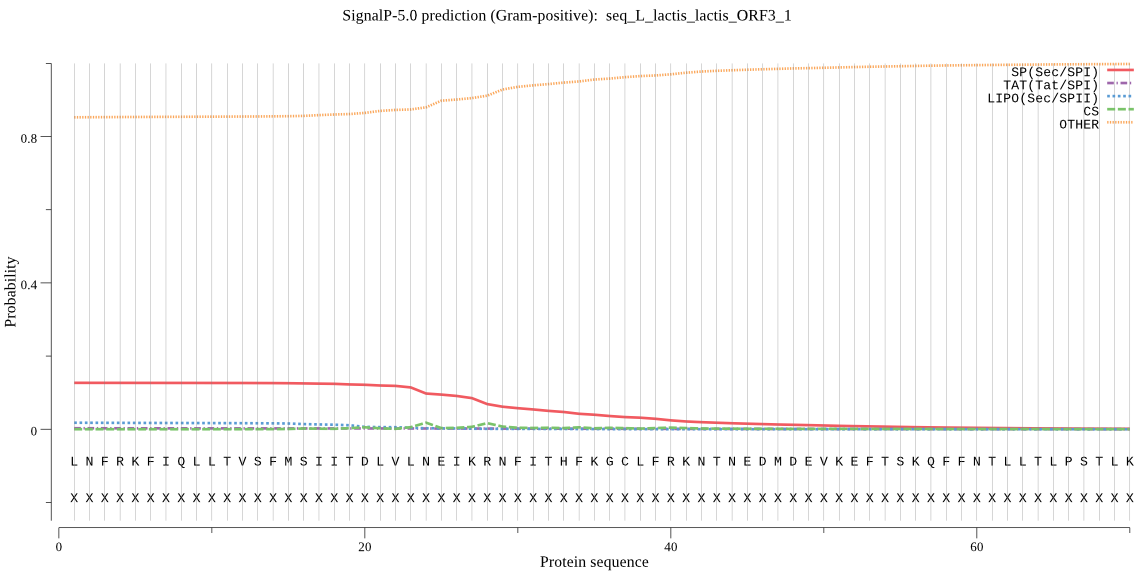 SignalP-5.0 prediction (Gram-positive): seq_L_lactis_lactis_ORF3_1
SP(Sec/SPI)
TAT(Tat/SPI)
LIPO(Sec/SPII)
CS
OTHER
0.8
0.4
0
Probability
L N F R K F I Q L L T V S F M S I I T D L V L N E I K R N F I T H F K G C L F R K N T N E D M D E V K E F T S K Q F F N T L L T L P S T L K
X X X X X X X X X X X X X X X X X X X X X X X X X X X X X X X X X X X X X X X X X X X X X X X X X X X X X X X X X X X X X X X X X X X X X X
0 20 40 60
Protein sequence